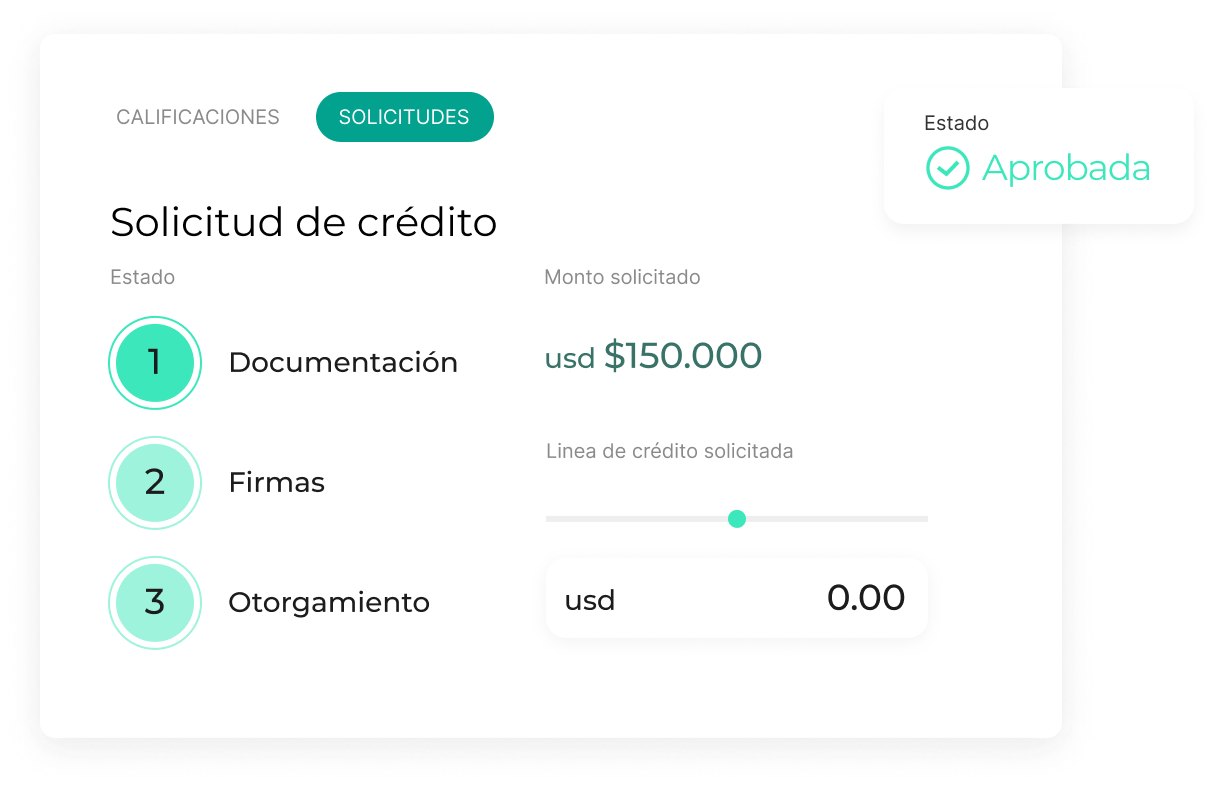 CALIFICACIONES
SOLICITUDES
Estado
Aprobada
Solicitud de crédito
Estado
1 Documentación
2 Firmas
3 Otorgamiento
Monto solicitado
usd $150.000
Linea de crédito solicitada
usd 0.00